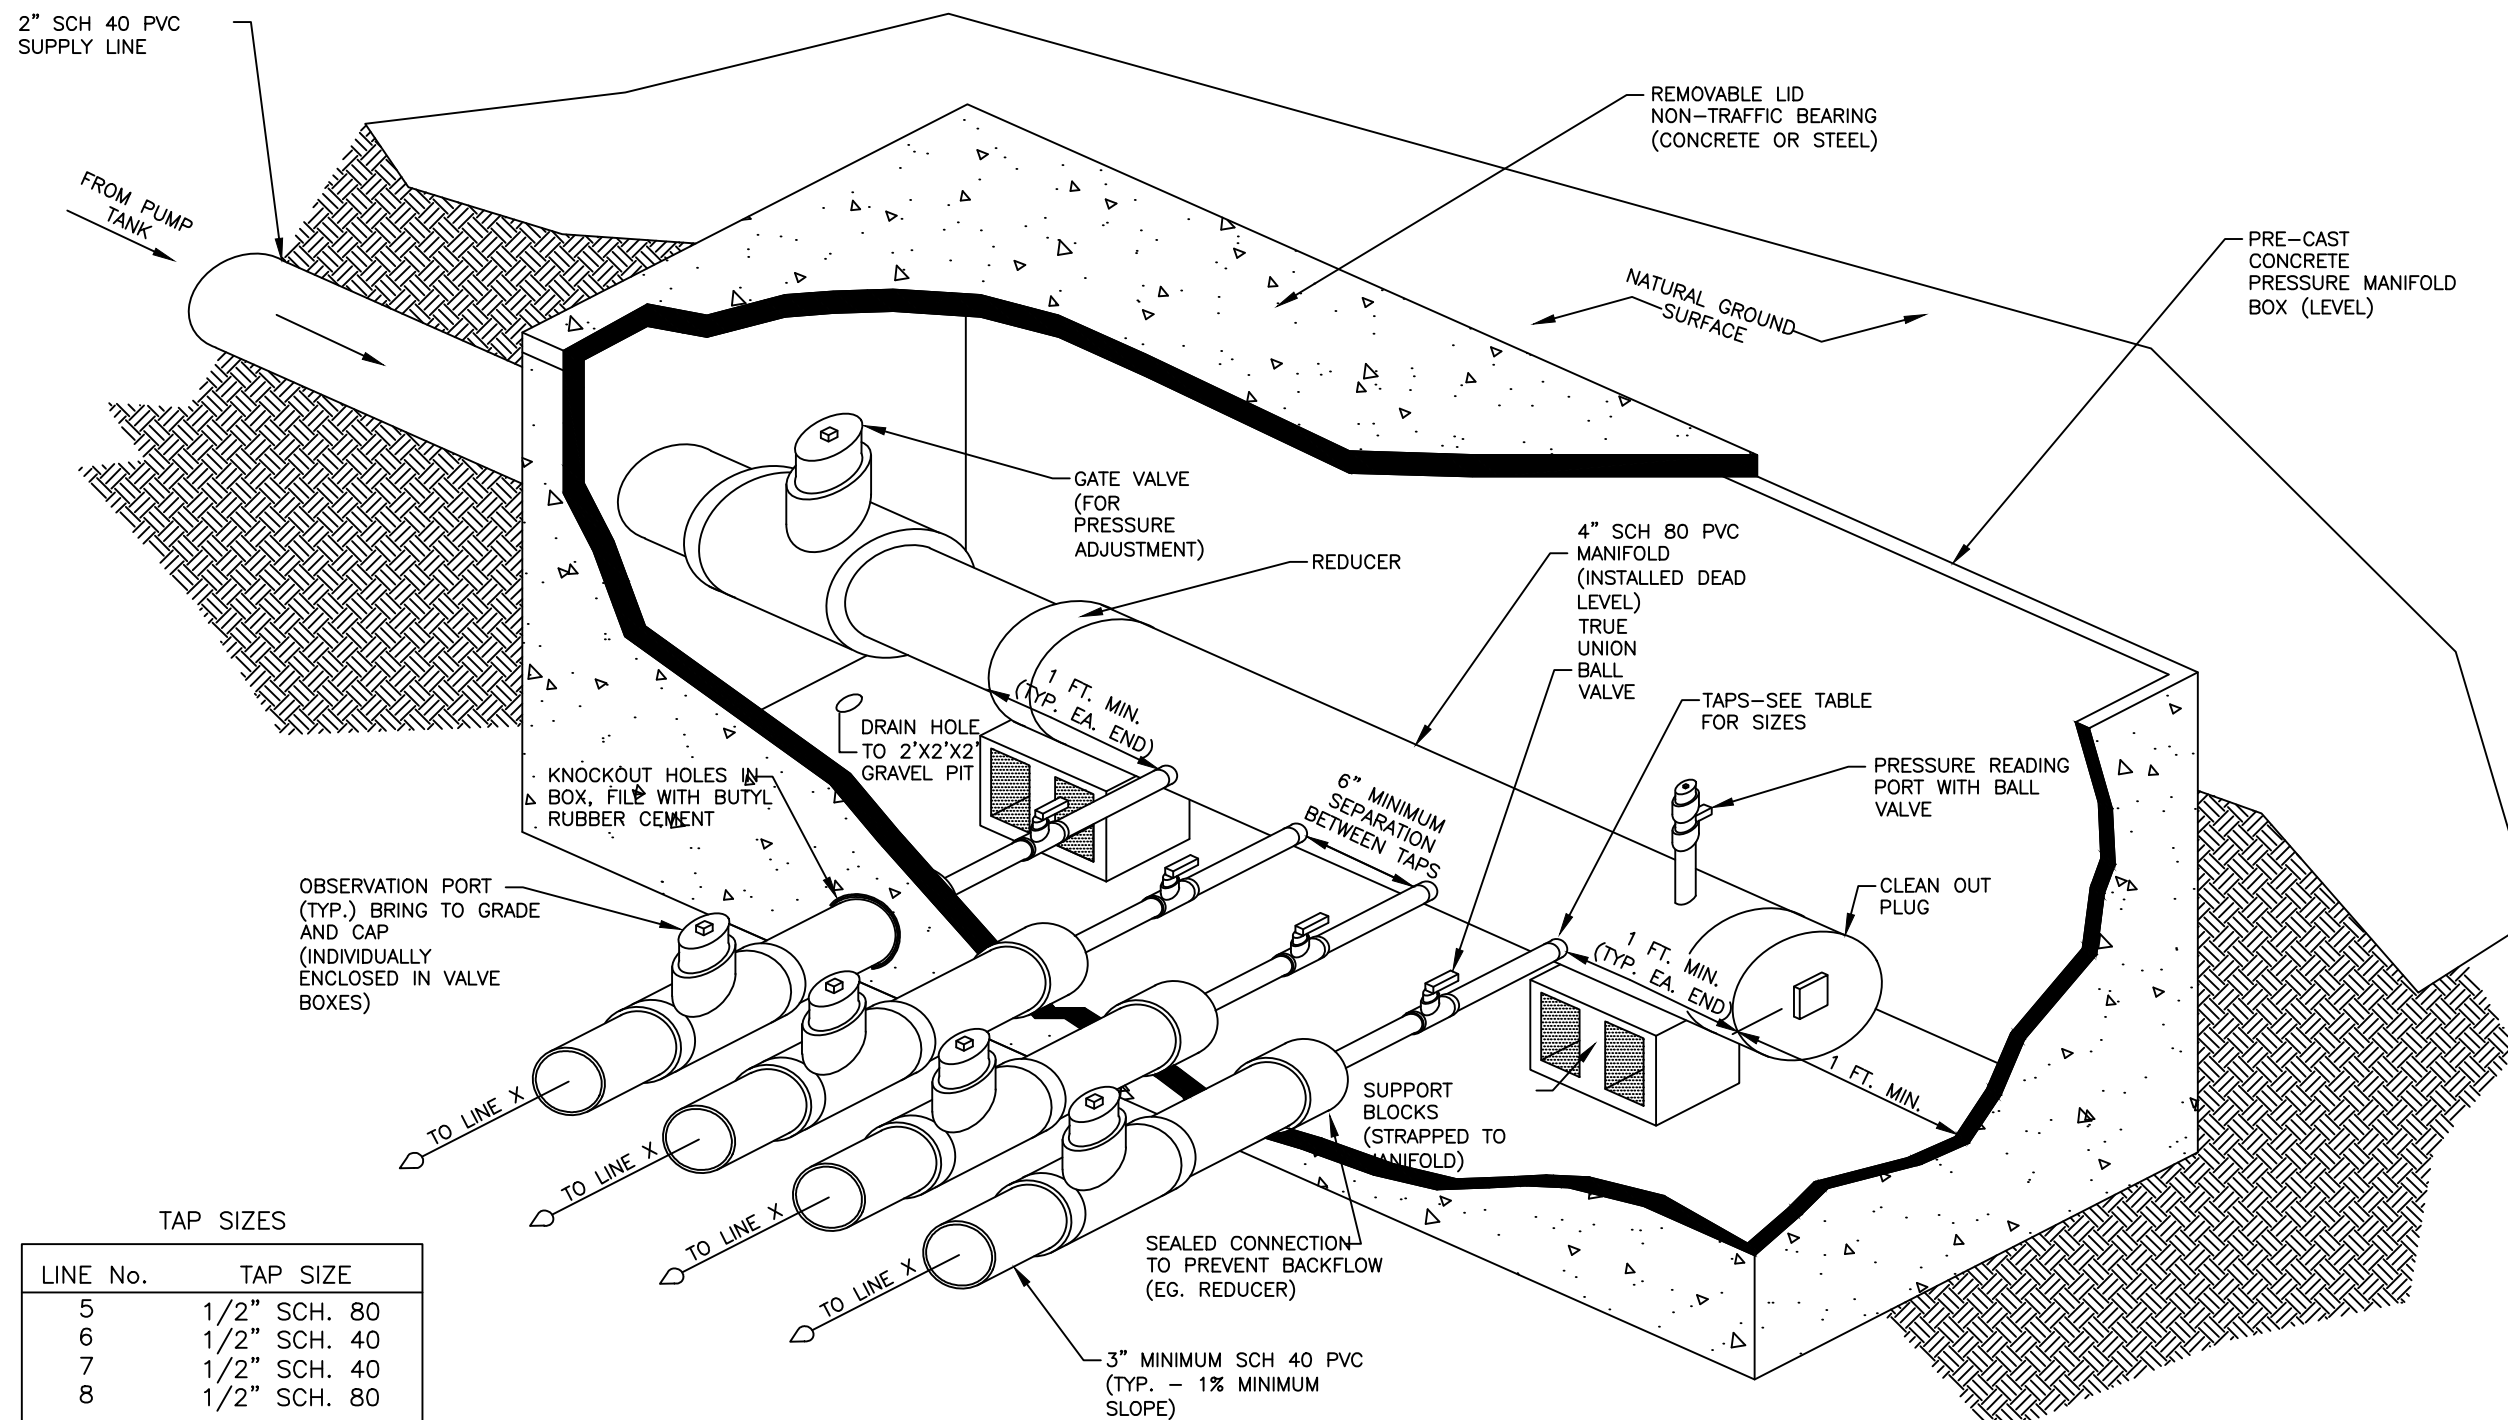 2” SCH 40 PVC
SUPPLY LINE
REMOVABLE LID
NON-TRAFFIC BEARING
(CONCRETE OR STEEL)
FROM PUMP
TANK
PRE-CAST
CONCRETE
PRESSURE MANIFOLD
BOX (LEVEL)
NATURAL GROUND
SURFACE
GATE VALVE
(FOR
PRESSURE
ADJUSTMENT)
REDUCER
4” SCH 80 PVC
MANIFOLD
(INSTALLED DEAD
LEVEL)
TRUE
UNION
BALL
VALVE
TAPS-SEE TABLE
FOR SIZES
1 FT. MIN.
(TYP. EA. END)
DRAIN HOLE
TO 2'X2'X2'
GRAVEL PIT
KNOCKOUT HOLES IN
BOX, FILL WITH BUTYL
RUBBER CEMENT
6” MINIMUM
SEPARATION
BETWEEN TAPS
PRESSURE READING
PORT WITH BALL
VALVE
OBSERVATION PORT
(TYP.) BRING TO GRADE
AND CAP
(INDIVIDUALLY
ENCLOSED IN VALVE
BOXES)
CLEAN OUT
PLUG
1 FT. MIN.
(TYP. EA. END)
1 FT. MIN.
SUPPORT
BLOCKS
(STRAPPED TO
MANIFOLD)
TO LINE X
TO LINE X
TO LINE X
TO LINE X
SEALED CONNECTION
TO PREVENT BACKFLOW
(EG. REDUCER)
3” MINIMUM SCH 40 PVC
(TYP. - 1% MINIMUM
SLOPE)
TAP SIZES
LINE No. TAP SIZE
5 1/2” SCH. 80
6 1/2” SCH. 40
7 1/2” SCH. 40
8 1/2” SCH. 80